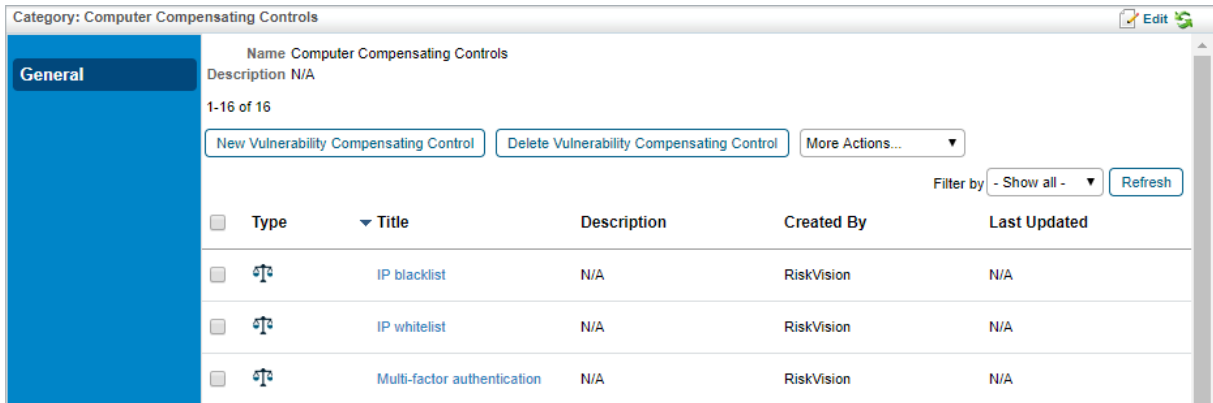 Category: Computer Compensating Controls Edit
General
Name Computer Compensating Controls
Description N/A
1-16 of 16
New Vulnerability Compensating Control Delete Vulnerability Compensating Control More Actions...
Filter by - Show all - Refresh
Type Title Description Created By Last Updated
IP blacklist N/A RiskVision N/A
IP whitelist N/A RiskVision N/A
Multi-factor authentication N/A RiskVision N/A